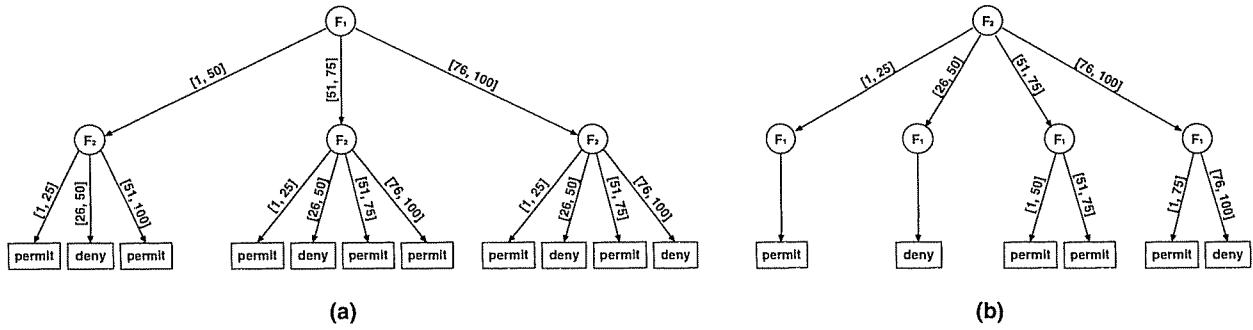 F₁
F₂
[1, 50]
[51, 75]
[76, 100]
[1, 25]
[26, 50]
[51, 75]
[76, 100]
F₂
F₂
F₂
F₁
F₁
F₁
F₁
[1, 25]
[26, 50]
[51, 100]
[1, 25]
[26, 50]
[51, 75]
[76, 100]
[1, 25]
[26, 50]
[51, 75]
[76, 100]
[1, 50]
[51, 75]
[1, 75]
[76, 100]
permit deny permit
permit deny permit permit
permit deny permit deny
permit
deny
permit permit
permit deny
(a)
(b)